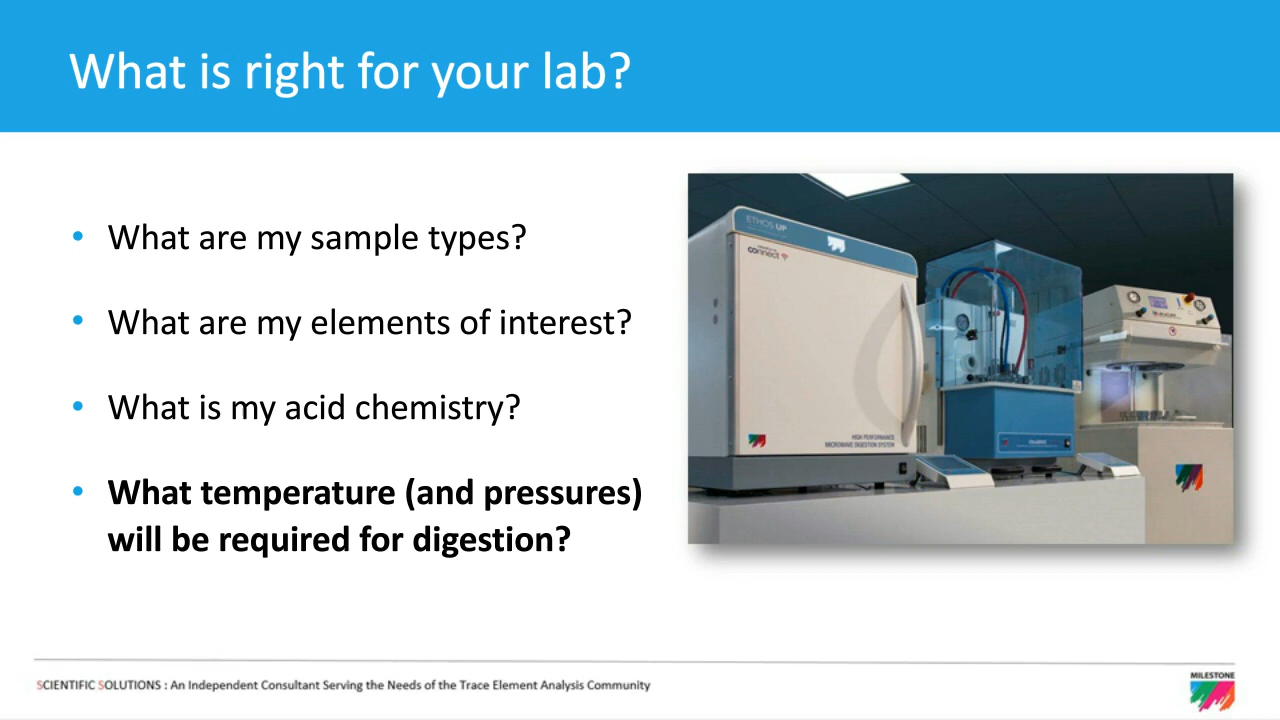 What is right for your lab?
• What are my sample types?
• What are my elements of interest?
• What is my acid chemistry?
• What temperature (and pressures)
will be required for digestion?
ETHOS UP
connect
HIGH PERFORMANCE
MICROWAVE DIGESTION SYSTEM
SCIENTIFIC SOLUTIONS : An Independent Consultant Serving the Needs of the Trace Element Analysis Community
MILESTONE